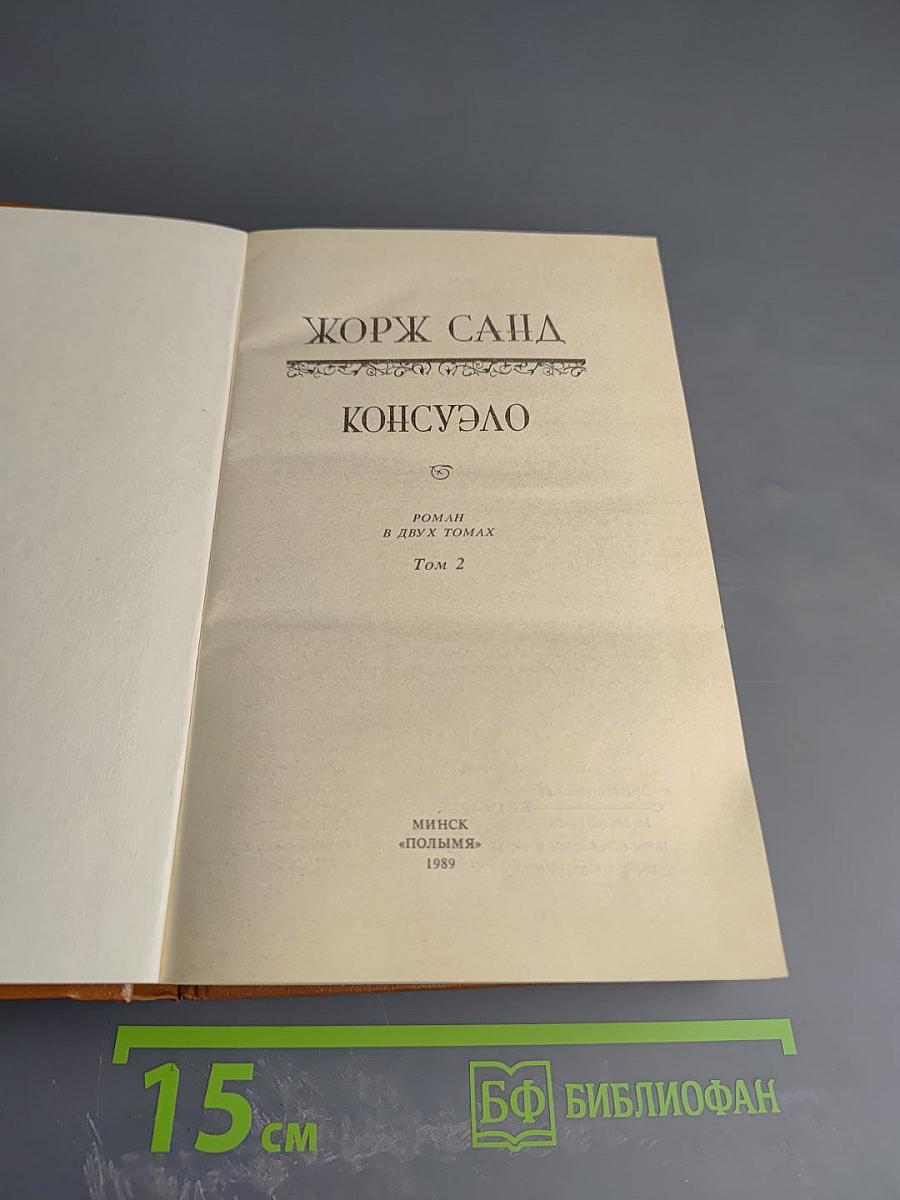 ЖОРЖ САНД
КОНСУЭЛО
РОМАН
В ДВУХ ТОМАХ
Том 2
МИНСК
«ПОЛЫМЯ»
1989
15 см
БФ БИБЛИОФАН